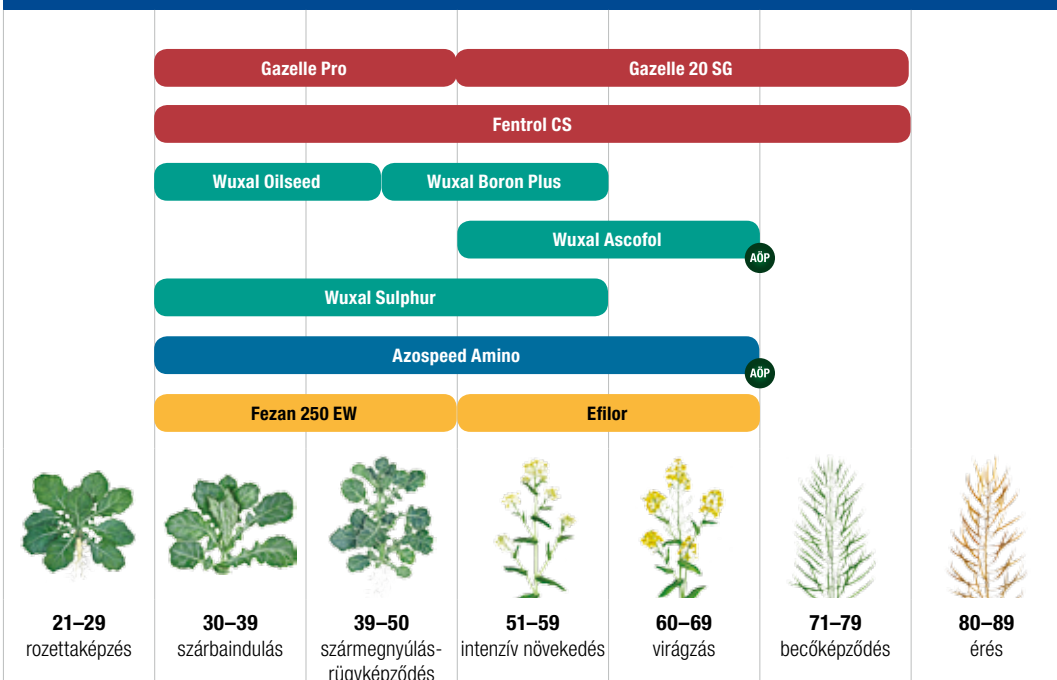 Gazelle Pro
Gazelle 20 SG
Fentrol CS
Wuxal Oilseed
Wuxal Boron Plus
Wuxal Ascofol
AÖP
Wuxal Sulphur
Azospeed Amino
AÖP
Fezan 250 EW
Efilor
21–29
rozettaképzés
30–39
szárbaindulás
39–50
szármegnyúlás-
rügyképződés
51–59
intenzív növekedés
60–69
virágzás
71–79
becőképződés
80–89
érés